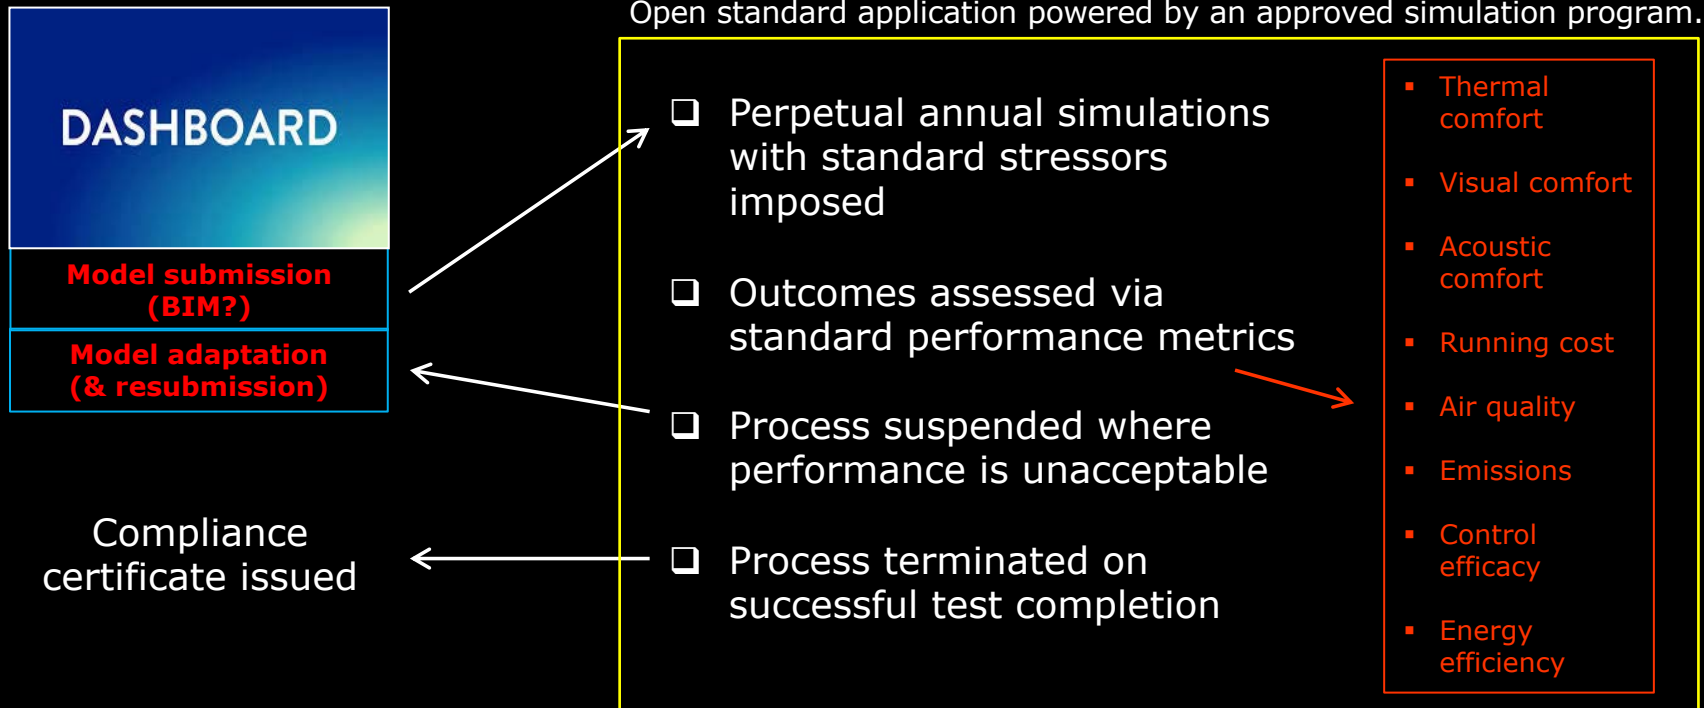 Open standard application powered by an approved simulation program.
DASHBOARD
Model submission
(BIM?)
Model adaptation
(& resubmission)
Compliance
certificate issued
Perpetual annual simulations
with standard stressors
imposed
Outcomes assessed via
standard performance metrics
Process suspended where
performance is unacceptable
Process terminated on
successful test completion
Thermal
comfort
Visual comfort
Acoustic
comfort
Running cost
Air quality
Emissions
Control
efficacy
Energy
efficiency